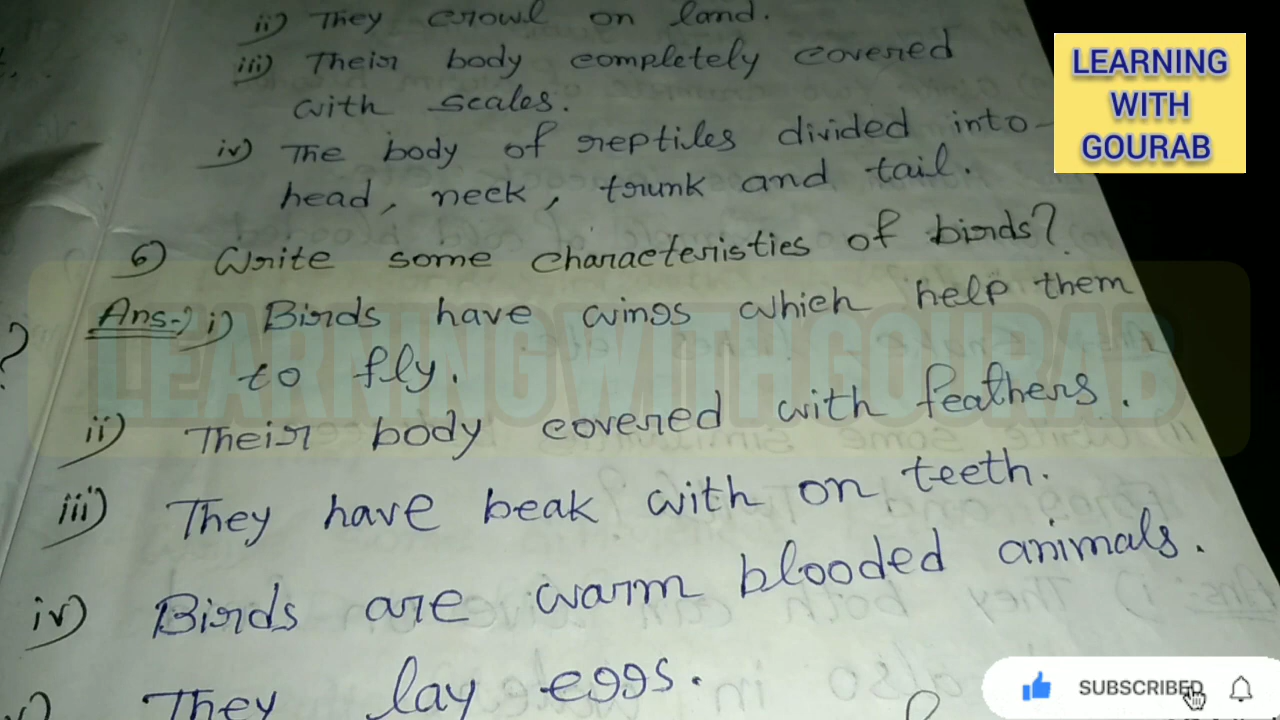 ii) They crowl on land.
iii) Their body completely covered
with scales.
iv) The body of reptiles divided into-
head, neck, trunk and tail.
6) Write some characteristics of birds?
Ans:-) i) Birds have wings which help them
to fly.
ii) Their body covered with feathers.
iii) They have beak with on teeth.
iv) Birds are warm blooded animals.
They lay eggs.
LEARNING
WITH
GOURAB
LEARNINGWITHGOURAB
SUBSCRIBED